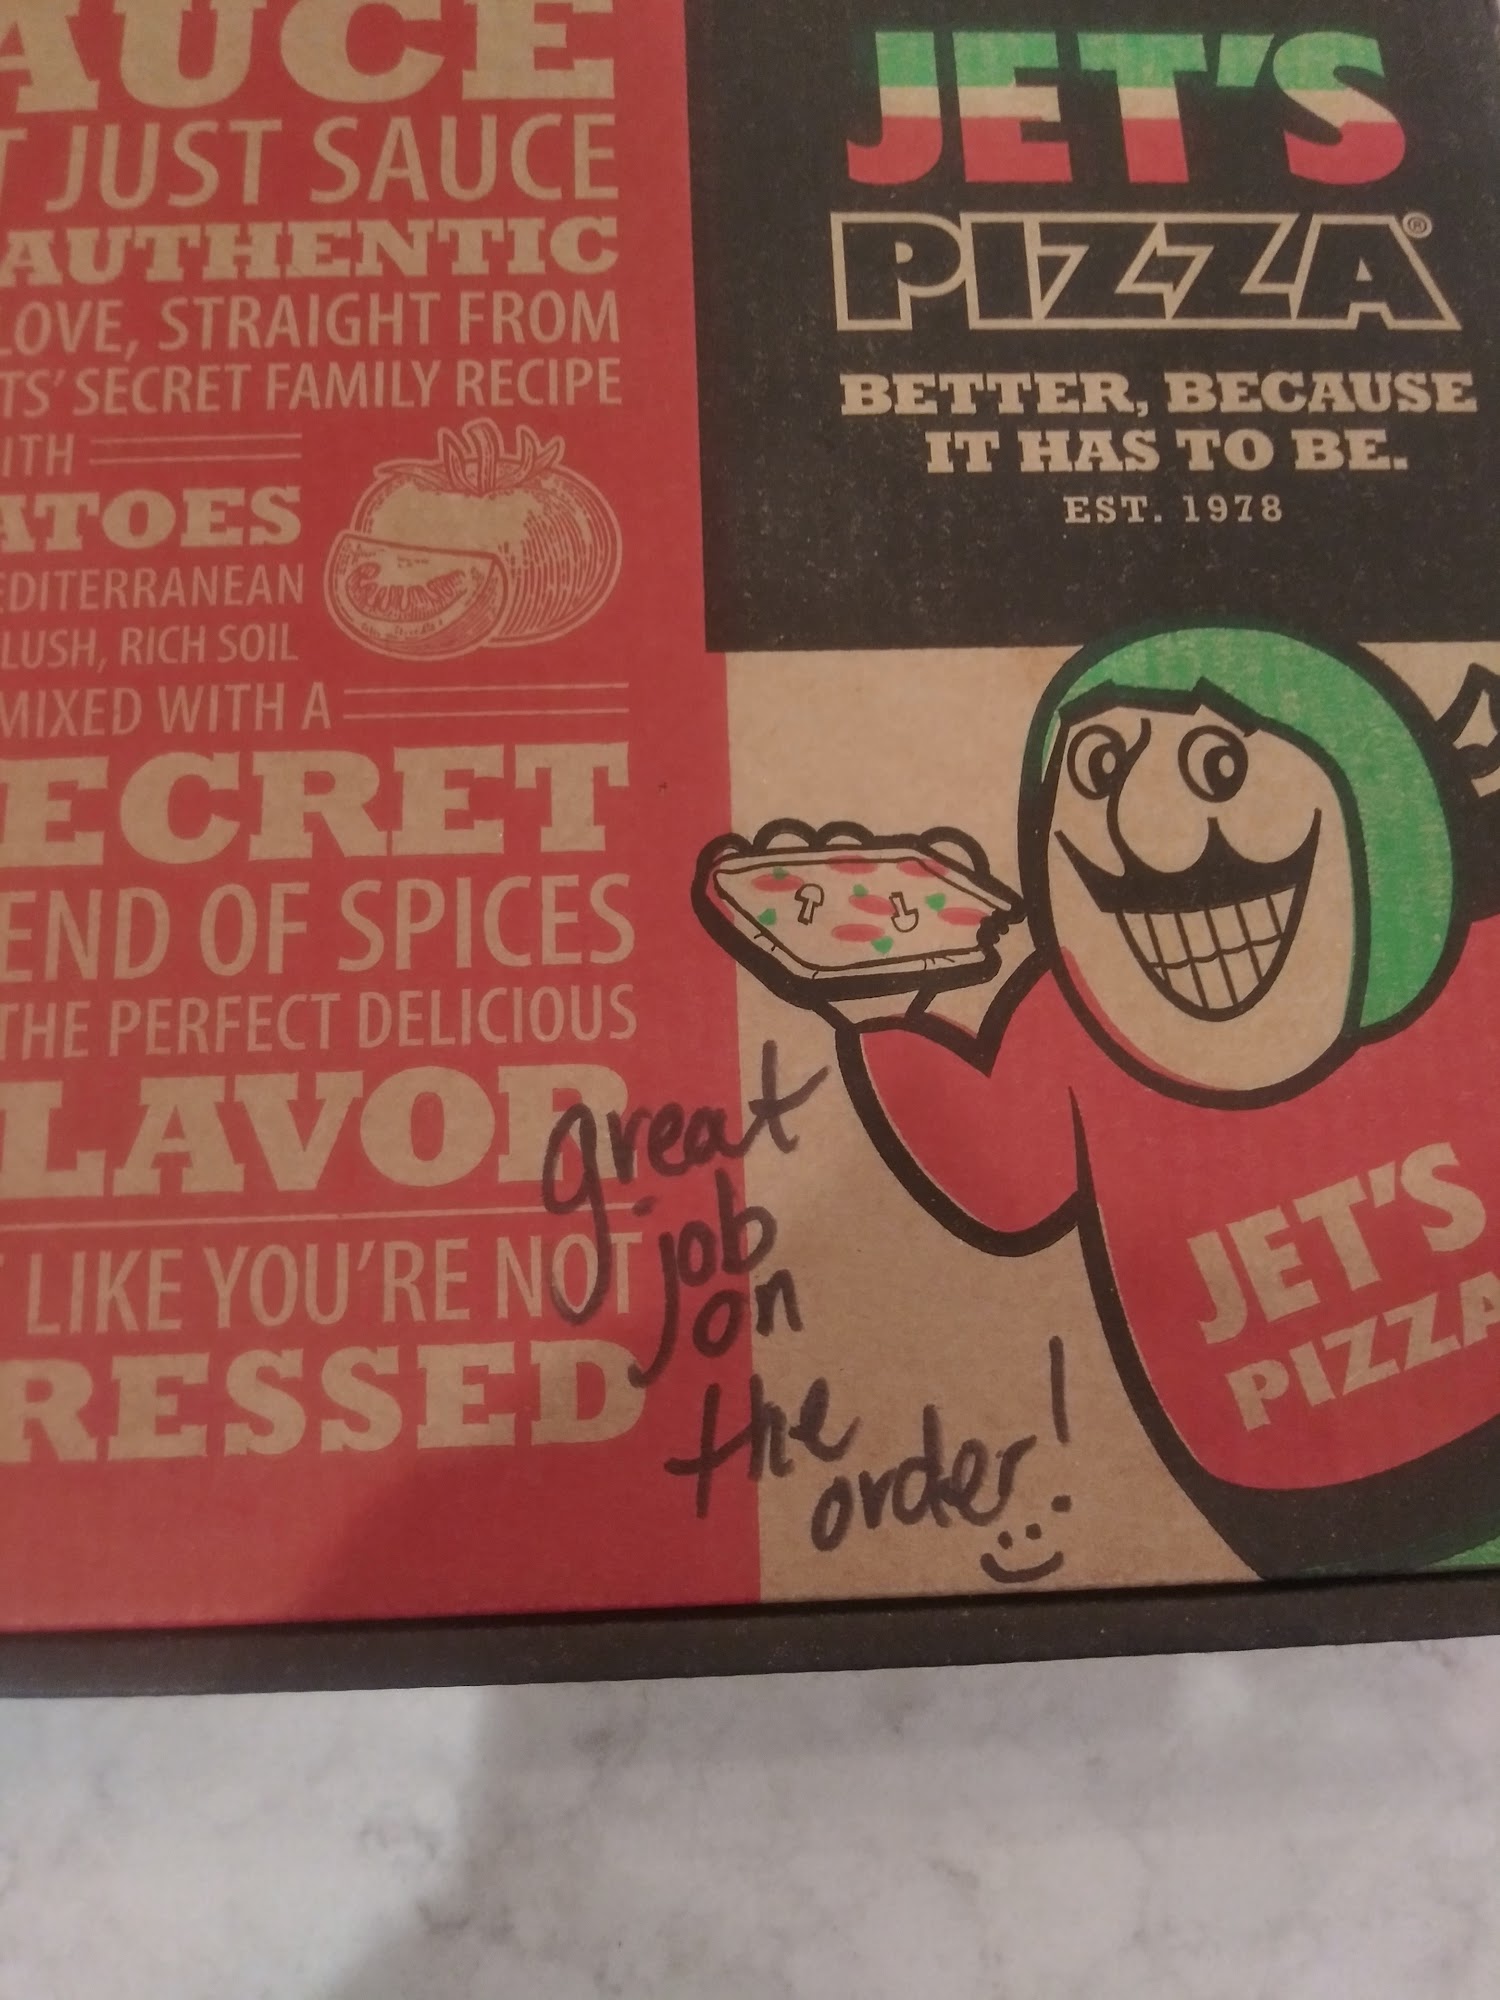 AUCE
T JUST SAUCE
AUTHENTIC
LOVE, STRAIGHT FROM
TS' SECRET FAMILY RECIPE
ITH
ATOES
EDITERRANEAN
LUSH, RICH SOIL
MIXED WITH A
ECRET
END OF SPICES
THE PERFECT DELICIOUS
LAVOR
LIKE YOU'RE NOT
RESSED
JET'S
PIZZA®
BETTER, BECAUSE
IT HAS TO BE.
EST. 1978
JET'S
PIZZA
great
job
on
the
order!